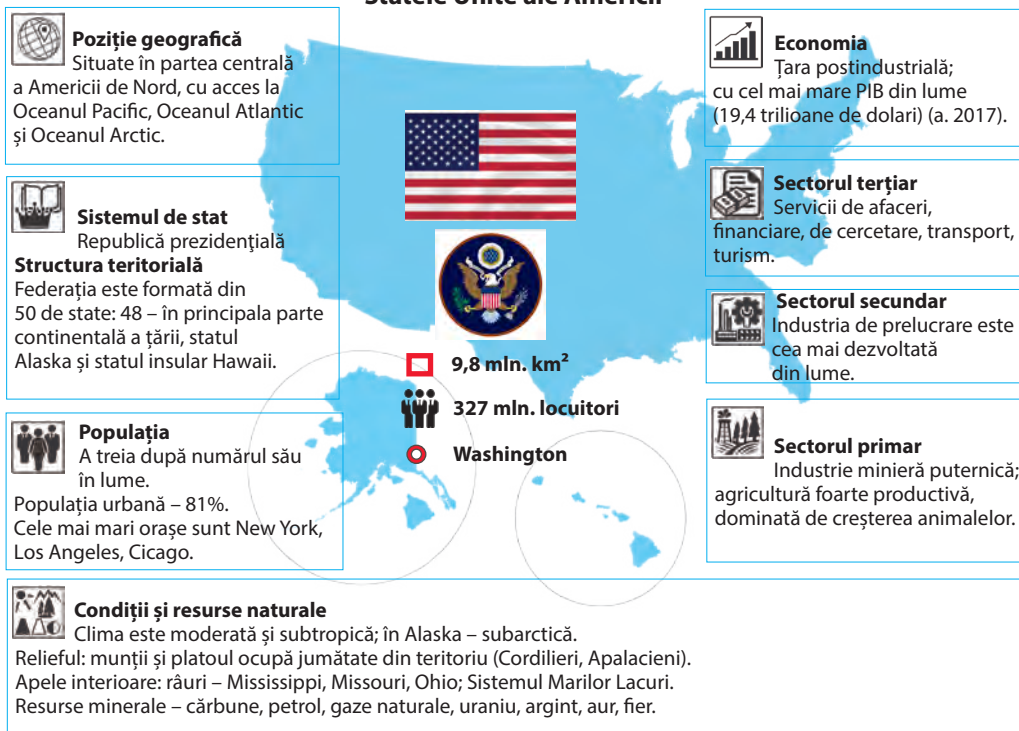 Statele Unite ale Americii
Poziție geografică
Situate în partea centrală
a Americii de Nord, cu acces la
Oceanul Pacific, Oceanul Atlantic
și Oceanul Arctic.
Sistemul de stat
Republică prezidenţială
Structura teritorială
Federația este formată din
50 de state: 48 – în principala parte
continentală a țării, statul
Alaska și statul insular Hawaii.
Populația
A treia după numărul său
în lume.
Populația urbană – 81%.
Cele mai mari orașe sunt New York,
Los Angeles, Cicago.
9,8 mln. km²
327 mln. locuitori
Washington
Economia
Țara postindustrială;
cu cel mai mare PIB din lume
(19,4 trilioane de dolari) (a. 2017).
Sectorul terțiar
Servicii de afaceri,
financiare, de cercetare, transport,
turism.
Sectorul secundar
Industria de prelucrare este
cea mai dezvoltată
din lume.
Sectorul primar
Industrie minieră puternică;
agricultură foarte productivă,
dominată de creșterea animalelor.
Condiții și resurse naturale
Clima este moderată și subtropică; în Alaska – subarctică.
Relieful: munții și platoul ocupă jumătate din teritoriu (Cordilieri, Apalacieni).
Apele interioare: râuri – Mississippi, Missouri, Ohio; Sistemul Marilor Lacuri.
Resurse minerale – cărbune, petrol, gaze naturale, uraniu, argint, aur, fier.